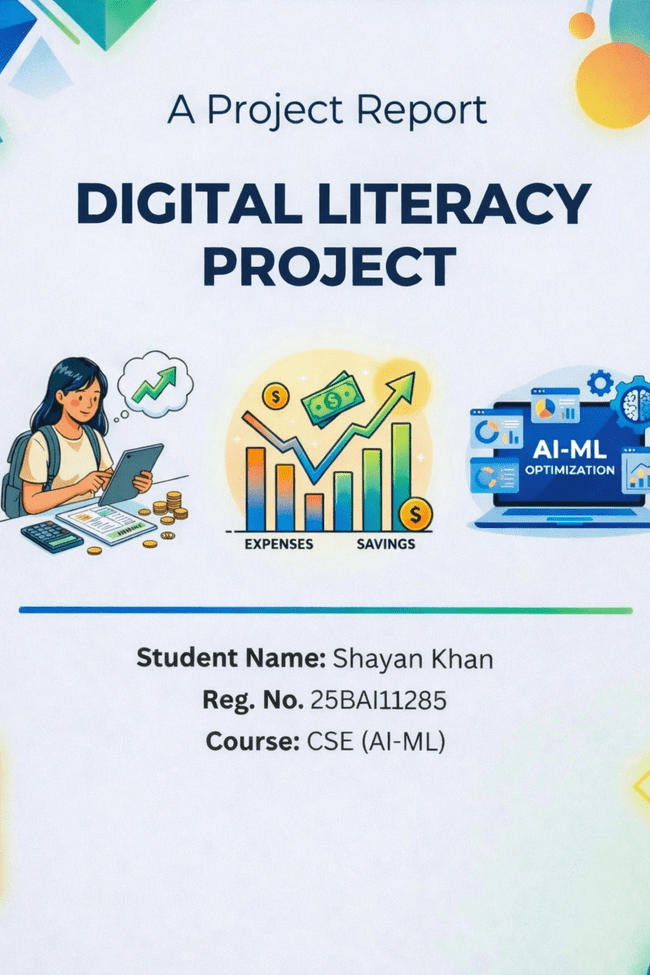 A Project Report
DIGITAL LITERACY
PROJECT
$
$
$
EXPENSES
SAVINGS
AI-ML
OPTIMIZATION
Student Name: Shayan Khan
Reg. No. 25BAI11285
Course: CSE (AI-ML)